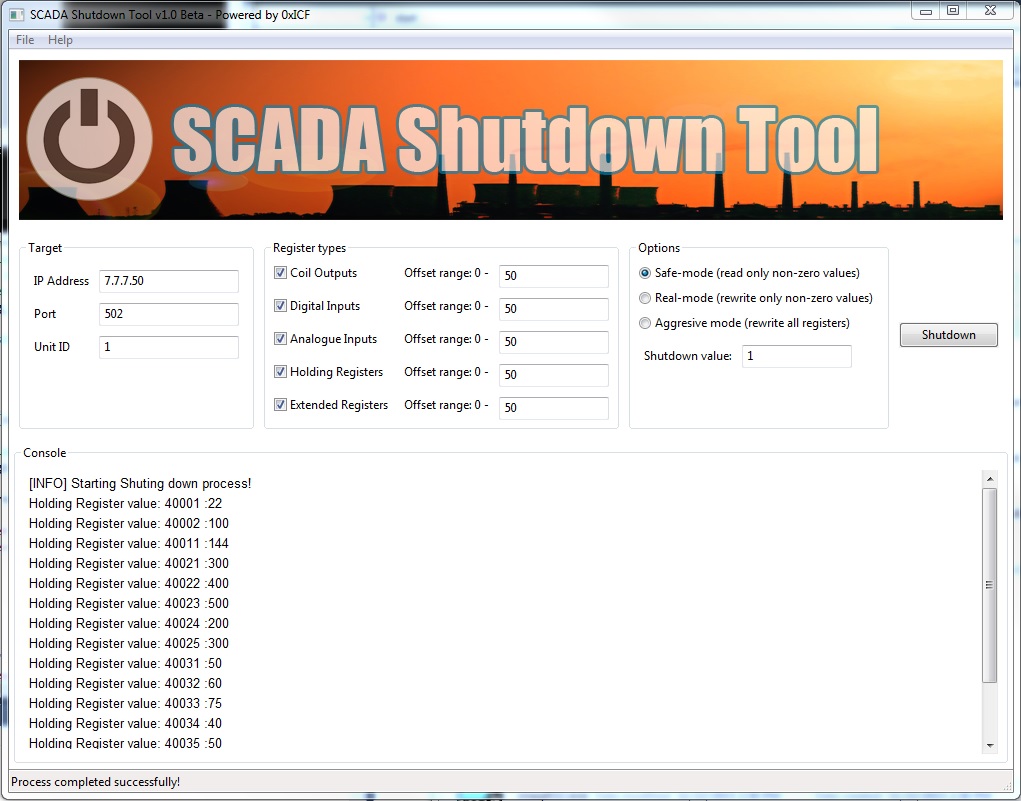 SCADA Shutdown Tool v1.0 Beta - Powered by 0xICF
File Help
SCADA Shutdown Tool
Target
IP Address 7.7.7.50
Port 502
Unit ID 1
Register types
Coil Outputs Offset range: 0 - 50
Digital Inputs Offset range: 0 - 50
Analogue Inputs Offset range: 0 - 50
Holding Registers Offset range: 0 - 50
Extended Registers Offset range: 0 - 50
Options
Safe-mode (read only non-zero values)
Real-mode (rewrite only non-zero values)
Aggresive mode (rewrite all registers)
Shutdown value: 1
Shutdown
Console
[INFO] Starting Shuting down process!
Holding Register value: 40001 :22
Holding Register value: 40002 :100
Holding Register value: 40011 :144
Holding Register value: 40021 :300
Holding Register value: 40022 :400
Holding Register value: 40023 :500
Holding Register value: 40024 :200
Holding Register value: 40025 :300
Holding Register value: 40031 :50
Holding Register value: 40032 :60
Holding Register value: 40033 :75
Holding Register value: 40034 :40
Holding Register value: 40035 :50
Process completed successfully!